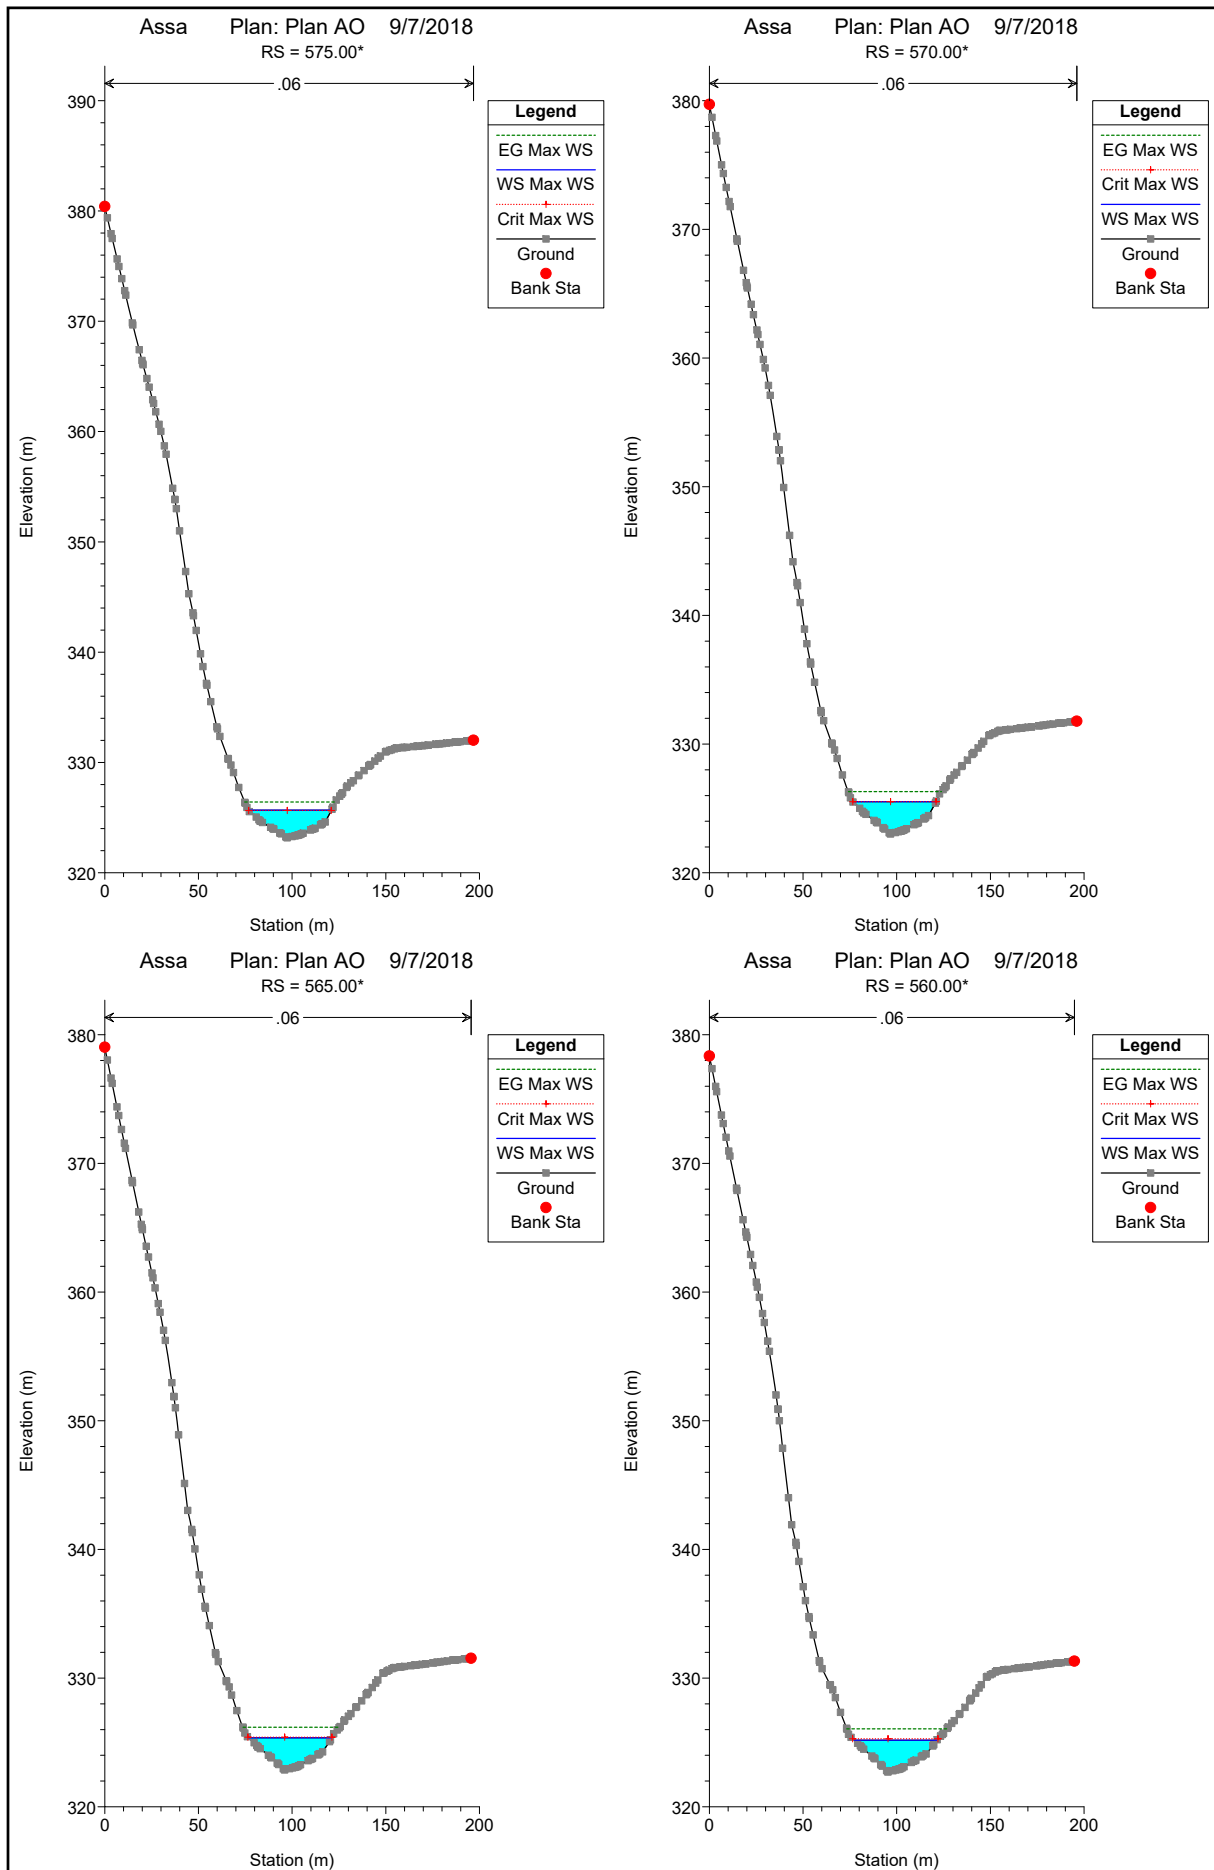 Assa Plan: Plan AO 9/7/2018
RS = 575.00*
.06
390
380
370
360
350
340
330
320
Elevation (m)
0 50 100 150 200
Station (m)
Legend
EG Max WS
WS Max WS
Crit Max WS
Ground
Bank Sta
Assa Plan: Plan AO 9/7/2018
RS = 570.00*
.06
380
370
360
350
340
330
320
Elevation (m)
0 50 100 150 200
Station (m)
Legend
EG Max WS
Crit Max WS
WS Max WS
Ground
Bank Sta
Assa Plan: Plan AO 9/7/2018
RS = 565.00*
.06
380
370
360
350
340
330
320
Elevation (m)
0 50 100 150 200
Station (m)
Legend
EG Max WS
Crit Max WS
WS Max WS
Ground
Bank Sta
Assa Plan: Plan AO 9/7/2018
RS = 560.00*
.06
380
370
360
350
340
330
320
Elevation (m)
0 50 100 150 200
Station (m)
Legend
EG Max WS
Crit Max WS
WS Max WS
Ground
Bank Sta